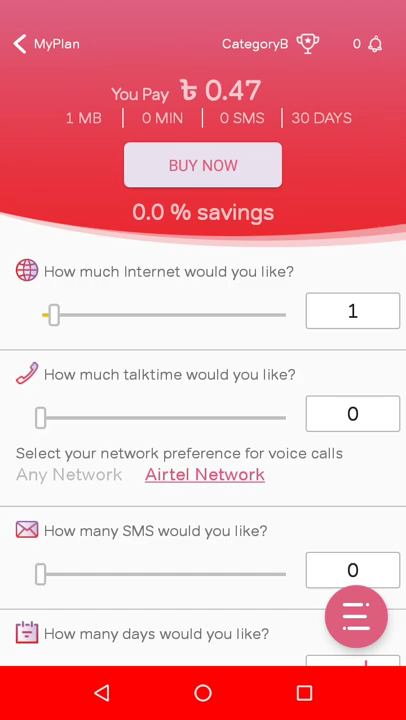 MyPlan
CategoryB
0
You Pay ৳ 0.47
1 MB 0 MIN 0 SMS 30 DAYS
BUY NOW
0.0 % savings
How much Internet would you like?
1
How much talktime would you like?
0
Select your network preference for voice calls
Any Network Airtel Network
How many SMS would you like?
0
How many days would you like?